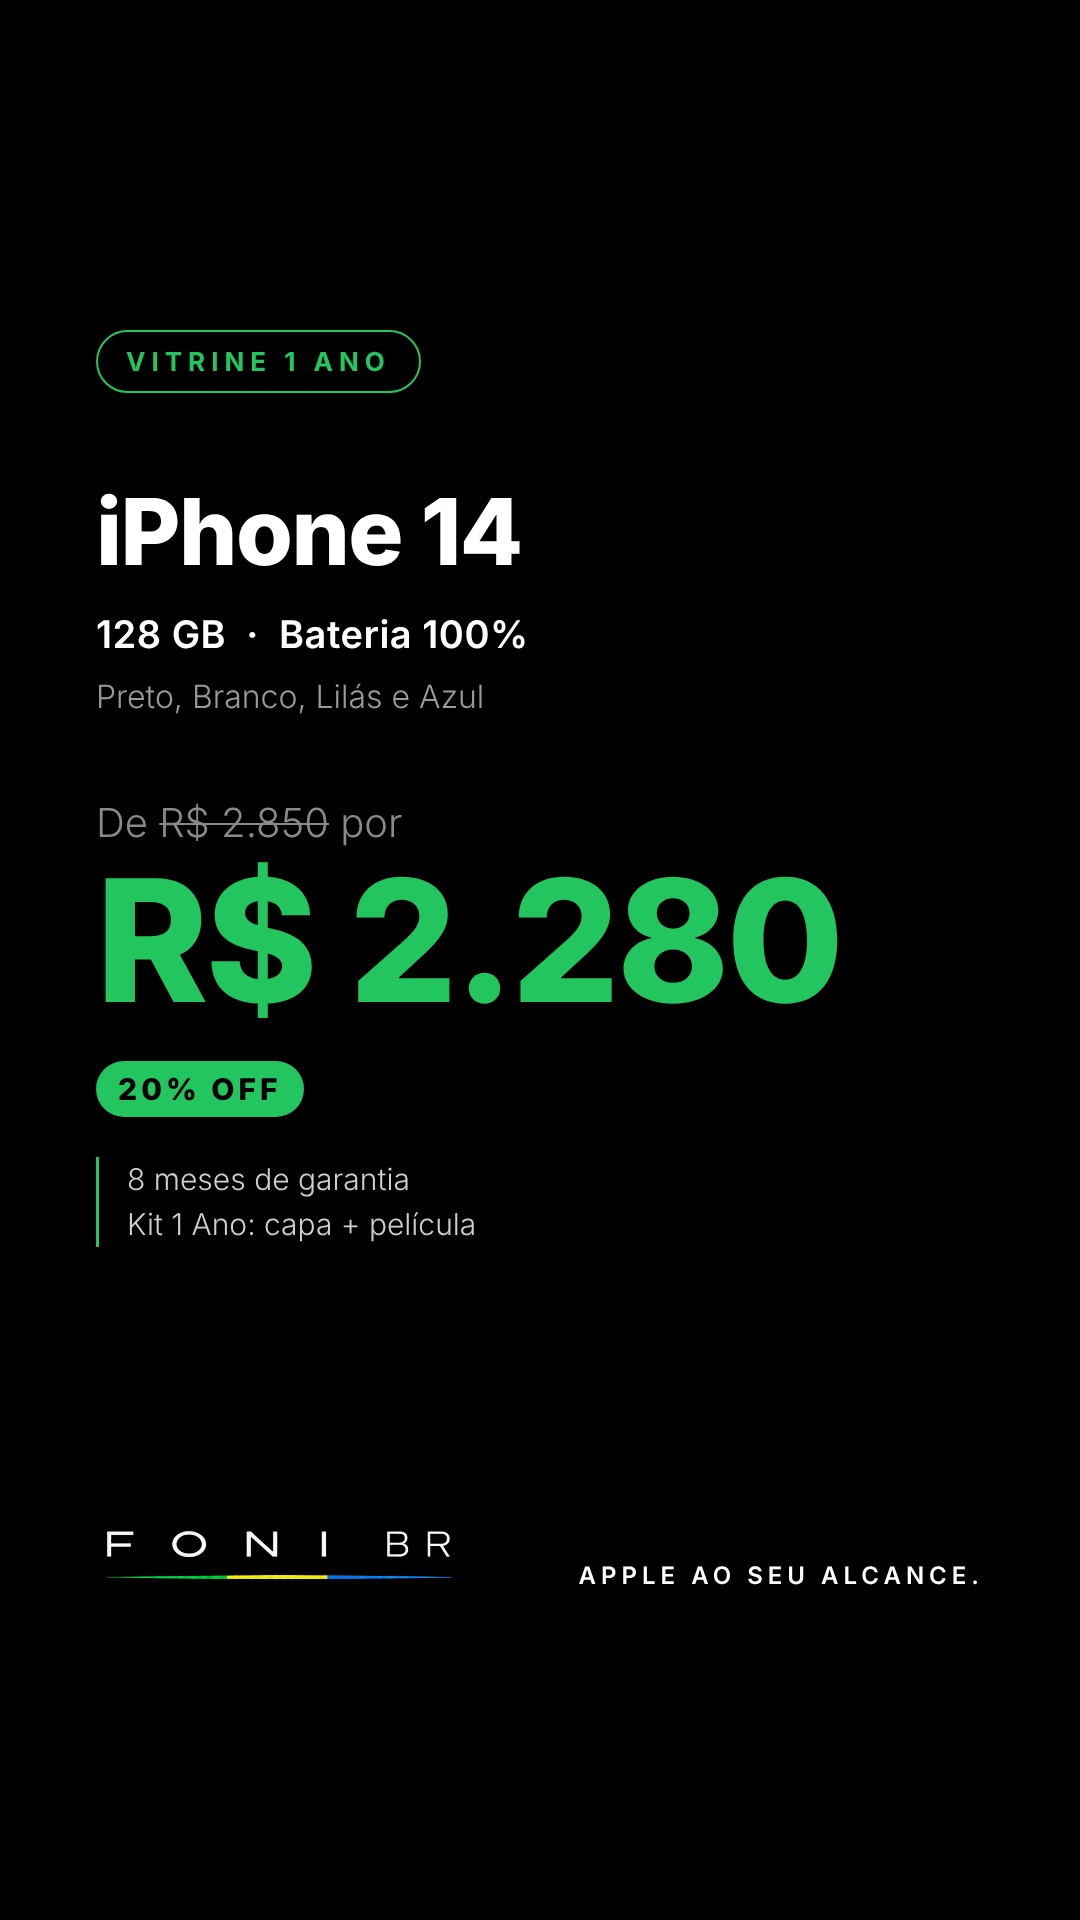 VITRINE 1 ANO
iPhone 14
128 GB · Bateria 100%
Preto, Branco, Lilás e Azul
De R$ 2.850 por
R$ 2.280
20% OFF
8 meses de garantia
Kit 1 Ano: capa + película
FONI BR
APPLE AO SEU ALCANCE.